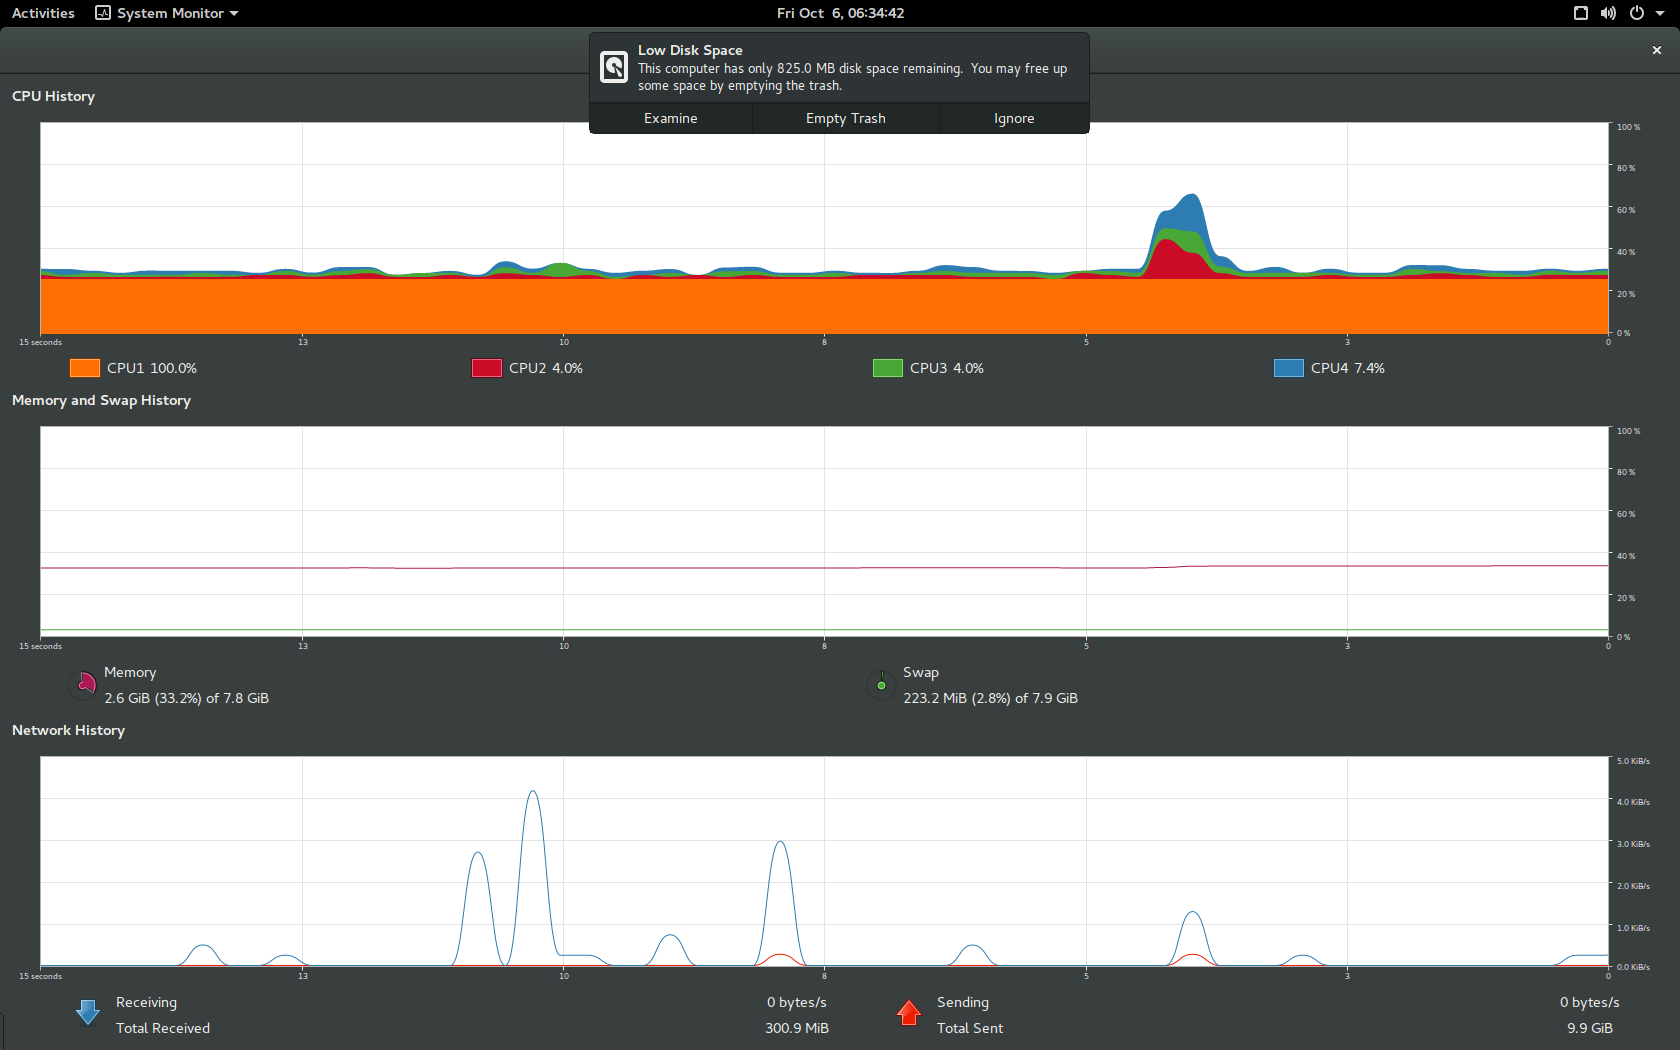 Activities
System Monitor
Fri Oct  6, 06:34:42
Low Disk Space
This computer has only 825.0 MB disk space remaining.  You may free up
some space by emptying the trash.
Examine
Empty Trash
Ignore
CPU History
100 %
80 %
60 %
40 %
20 %
0 %
15 seconds 13 10 8 5 3 0
CPU1 100.0%
CPU2 4.0%
CPU3 4.0%
CPU4 7.4%
Memory and Swap History
100 %
80 %
60 %
40 %
20 %
0 %
15 seconds 13 10 8 5 3 0
Memory
2.6 GiB (33.2%) of 7.8 GiB
Swap
223.2 MiB (2.8%) of 7.9 GiB
Network History
5.0 KiB/s
4.0 KiB/s
3.0 KiB/s
2.0 KiB/s
1.0 KiB/s
0.0 KiB/s
15 seconds 13 10 8 5 3 0
Receiving 0 bytes/s
Total Received 300.9 MiB
Sending 0 bytes/s
Total Sent 9.9 GiB